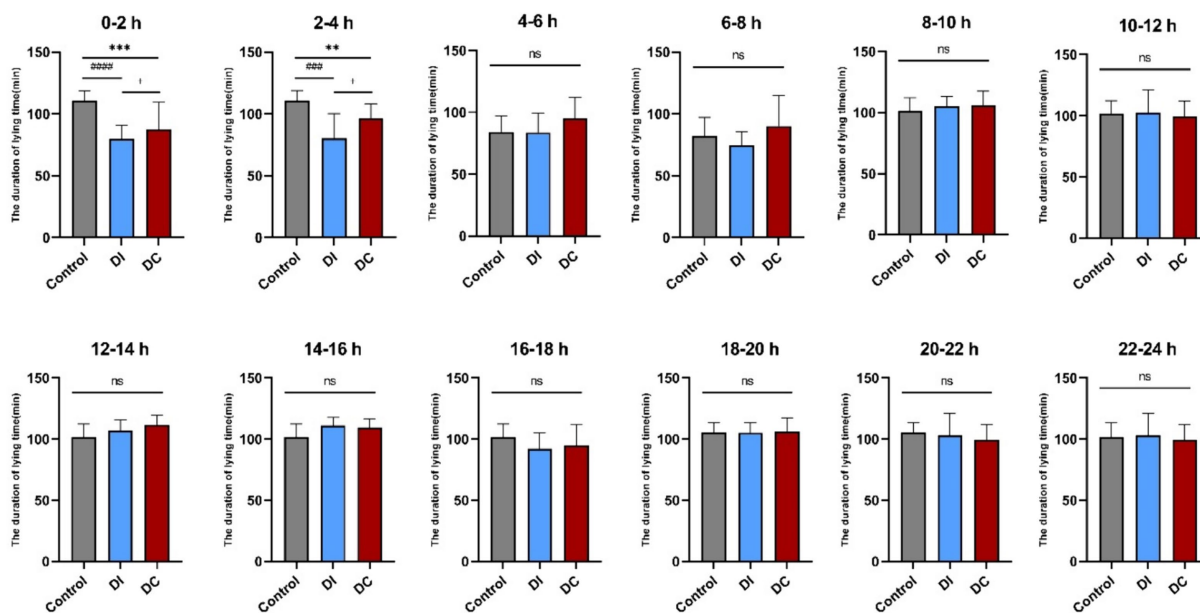 0-2 h
The duration of lying time(min)
150
100
50
0
***
####
ƚ
Control
DI
DC
2-4 h
The duration of lying time(min)
150
100
50
0
**
###
ƚ
Control
DI
DC
4-6 h
The duration of lying time(min)
150
100
50
0
ns
Control
DI
DC
6-8 h
The duration of lying time(min)
150
100
50
0
ns
Control
DI
DC
8-10 h
The duration of lying time(min)
150
100
50
0
ns
Control
DI
DC
10-12 h
The duration of lying time(min)
150
100
50
0
ns
Control
DI
DC
12-14 h
The duration of lying time(min)
150
100
50
0
ns
Control
DI
DC
14-16 h
The duration of lying time(min)
150
100
50
0
ns
Control
DI
DC
16-18 h
The duration of lying time(min)
150
100
50
0
ns
Control
DI
DC
18-20 h
The duration of lying time(min)
150
100
50
0
ns
Control
DI
DC
20-22 h
The duration of lying time(min)
150
100
50
0
ns
Control
DI
DC
22-24 h
The duration of lying time(min)
150
100
50
0
ns
Control
DI
DC